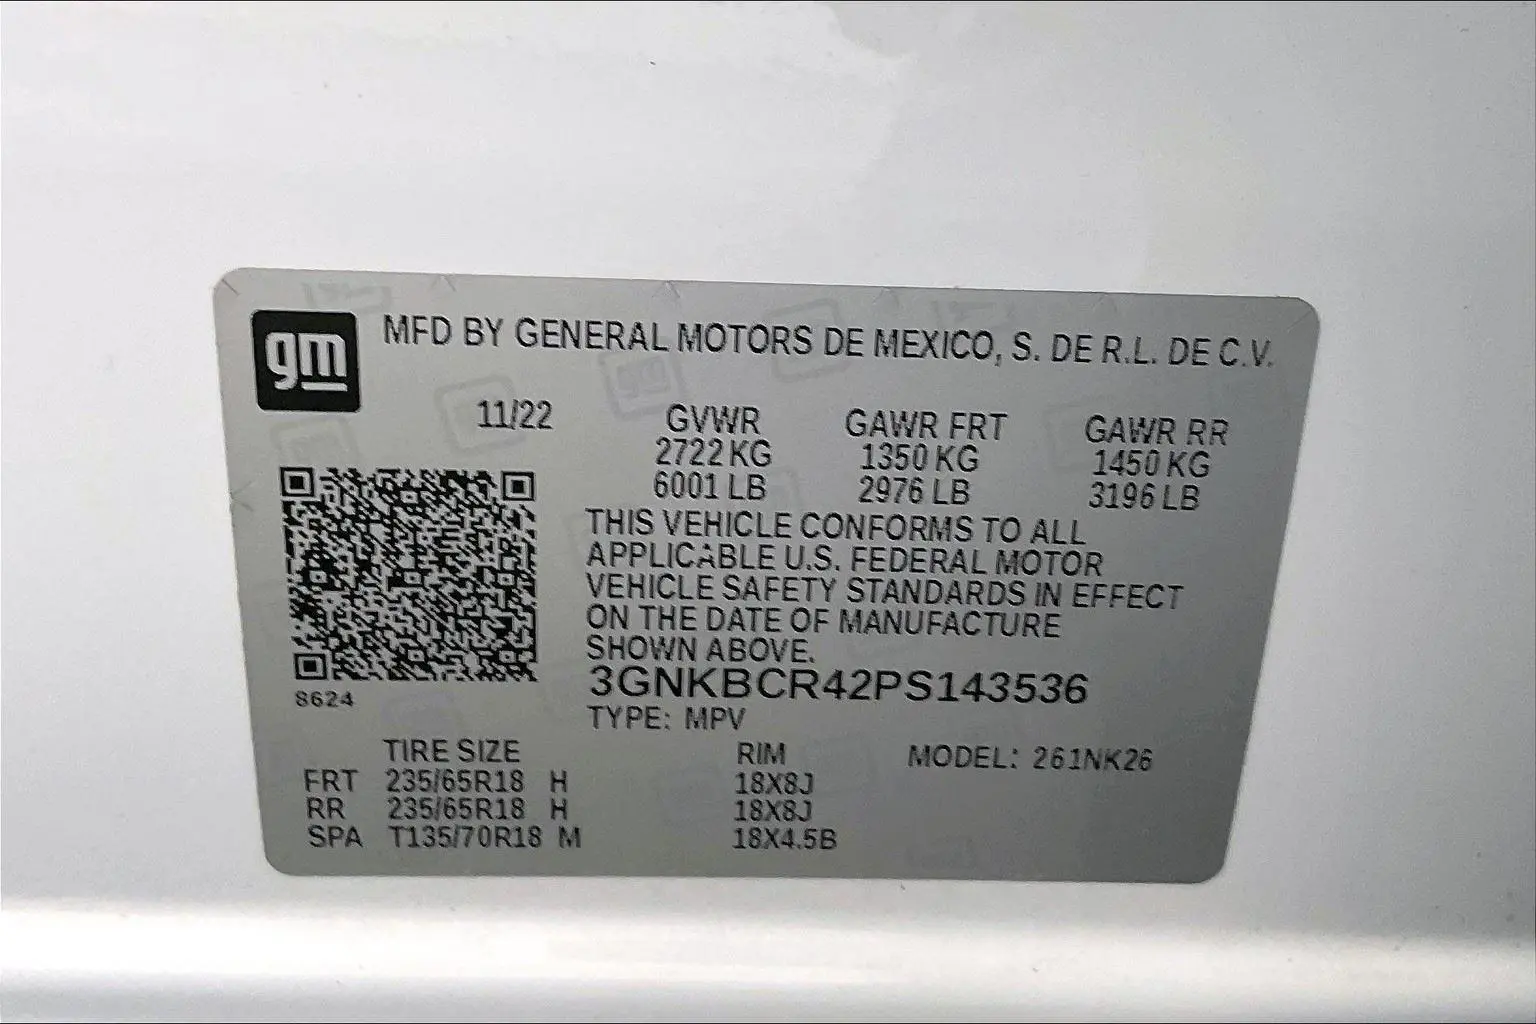 gm
MFD BY GENERAL MOTORS DE MEXICO, S. DE R.L. DE C.V.
11/22 GVWR GAWR FRT GAWR RR
2722 KG 1350 KG 1450 KG
6001 LB 2976 LB 3196 LB
THIS VEHICLE CONFORMS TO ALL
APPLICABLE U.S. FEDERAL MOTOR
VEHICLE SAFETY STANDARDS IN EFFECT
ON THE DATE OF MANUFACTURE
SHOWN ABOVE.
3GNKBCR42PS143536
8624
TYPE: MPV
TIRE SIZE RIM MODEL: 261NK26
FRT 235/65R18 H 18X8J
RR 235/65R18 H 18X8J
SPA T135/70R18 M 18X4.5B